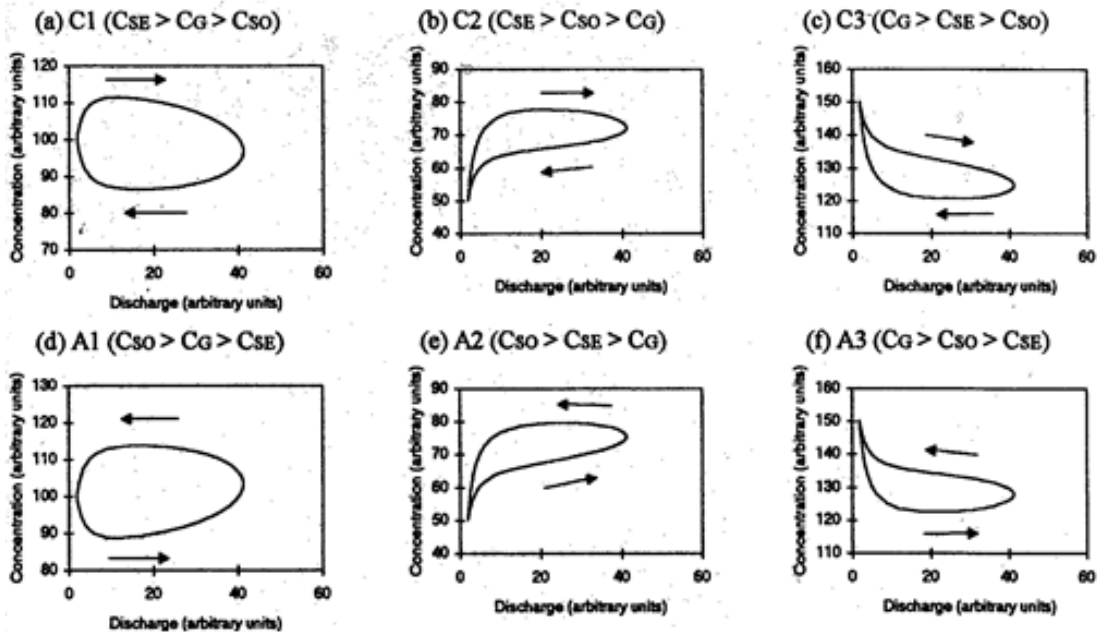 (a) C1 (CSE > CG > CSO)
Concentration (arbitrary units)
120
110
100
90
80
70
0 20 40 60
Discharge (arbitrary units)
(b) C2 (CSE > CSO > CG)
Concentration (arbitrary units)
90
80
70
60
50
40
0 20 40 60
Discharge (arbitrary units)
(c) C3 (CG > CSE > CSO)
Concentration (arbitrary units)
160
150
140
130
120
110
0 20 40 60
Discharge (arbitrary units)
(d) A1 (CSO > CG > CSE)
Concentration (arbitrary units)
130
120
110
100
90
80
0 20 40 60
Discharge (arbitrary units)
(e) A2 (CSO > CSE > CG)
Concentration (arbitrary units)
90
80
70
60
50
40
0 20 40 60
Discharge (arbitrary units)
(f) A3 (CG > CSO > CSE)
Concentration (arbitrary units)
160
150
140
130
120
110
0 20 40 60
Discharge (arbitrary units)